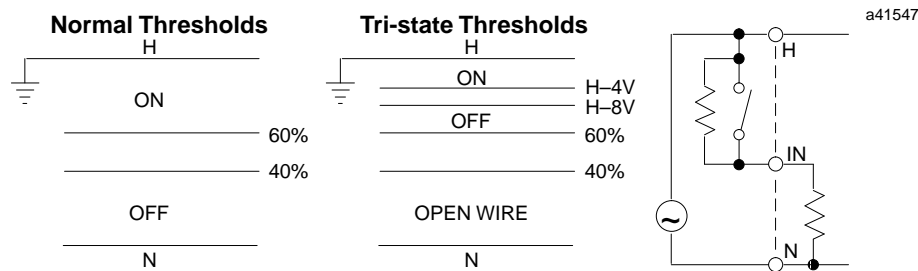 a41547
Normal Thresholds
H
ON
60%
40%
OFF
N
Tri-state Thresholds
H
ON
H–4V
H–8V
OFF
60%
40%
OPEN WIRE
N
H
IN
~
N